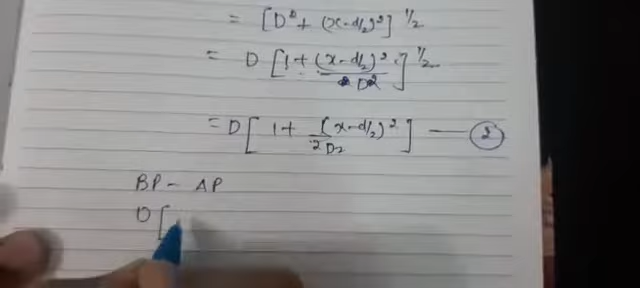 = [D² + (x-d/2)²]^1/2
= D [1 + (x-d/2)²/D²]^1/2
= D [1 + (x-d/2)²/2D2] — (2)
BP - AP
D [